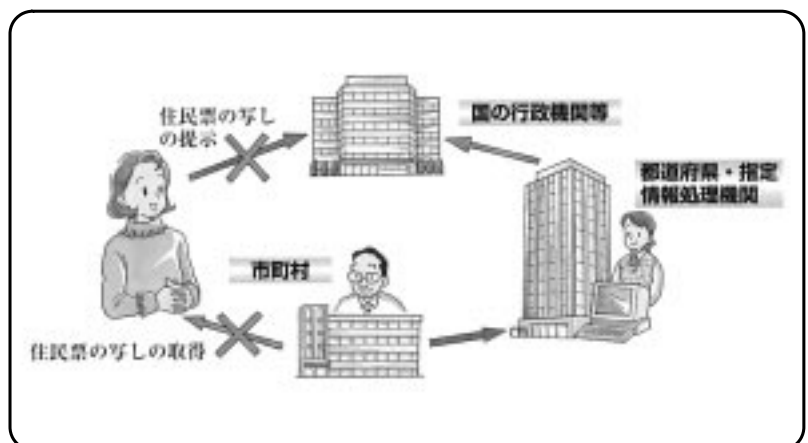 住民票の写し
の提示
国の行政機関等
都道府県・指定
情報処理機関
市町村
住民票の写しの取得